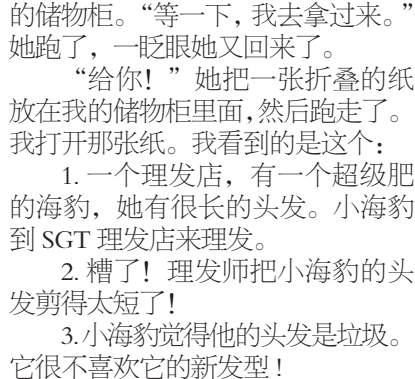 的储物柜。“等一下，我去拿过来。”
她跑了，一眨眼她又回来了。
“给你！”她把一张折叠的纸
放在我的储物柜里面，然后跑走了。
我打开那张纸。我看到的是这个：
1. 一个理发店，有一个超级肥
的海豹，她有很长的头发。小海豹
到 SGT 理发店来理发。
2. 糟了！理发师把小海豹的头
发剪得太短了！
3.小海豹觉得他的头发是垃圾。
它很不喜欢它的新发型！